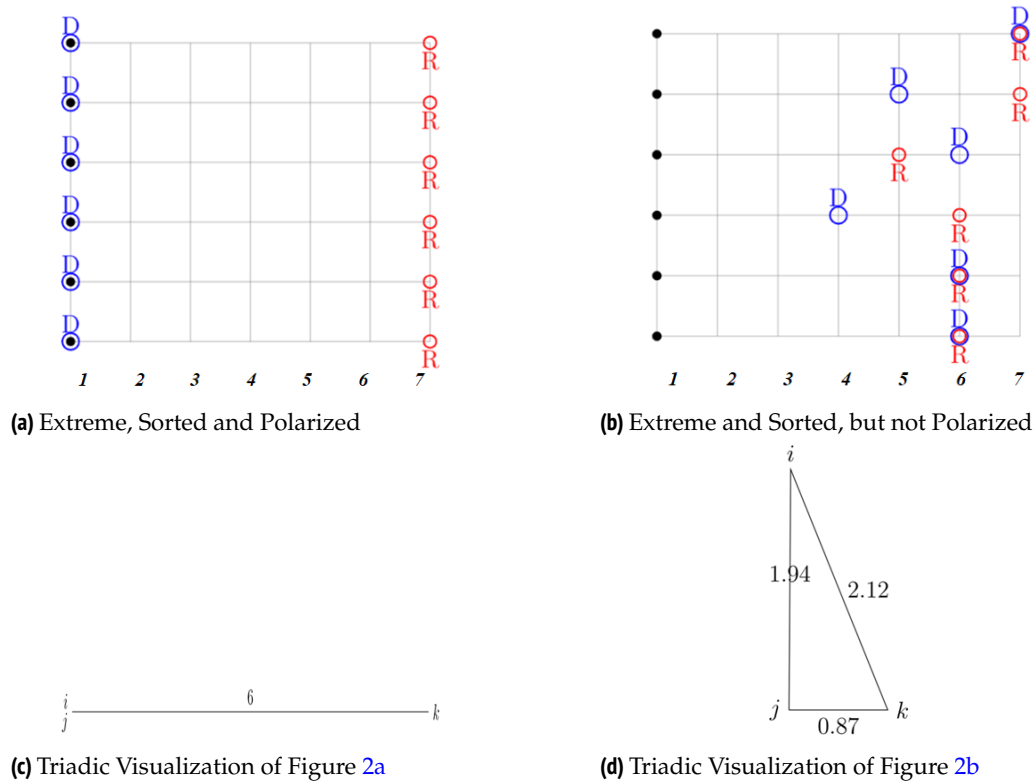 D
R
D
R
D
R
D
R
D
R
D
R
1 2 3 4 5 6 7
(a) Extreme, Sorted and Polarized
D
R
D
R
D
R
D
R
D
R
D
R
1 2 3 4 5 6 7
(b) Extreme and Sorted, but not Polarized
i
j
6
k
(c) Triadic Visualization of Figure 2a
i
1.94
2.12
j
k
0.87
(d) Triadic Visualization of Figure 2b